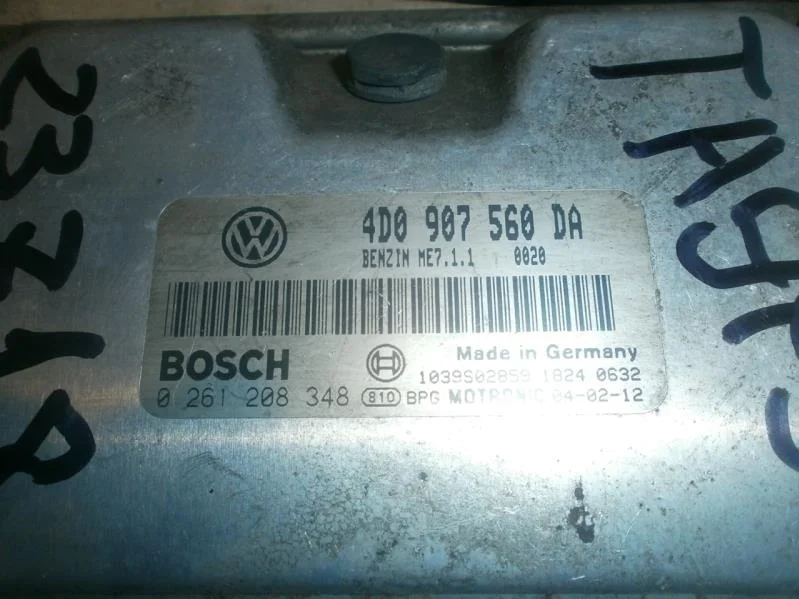 4D0 907 560 DA
BENZIN ME7.1.1 0020
BOSCH
Made in Germany
1039S02859 1824 0632
0 261 208 348 810 BPG MOTRONIC 04-02-12